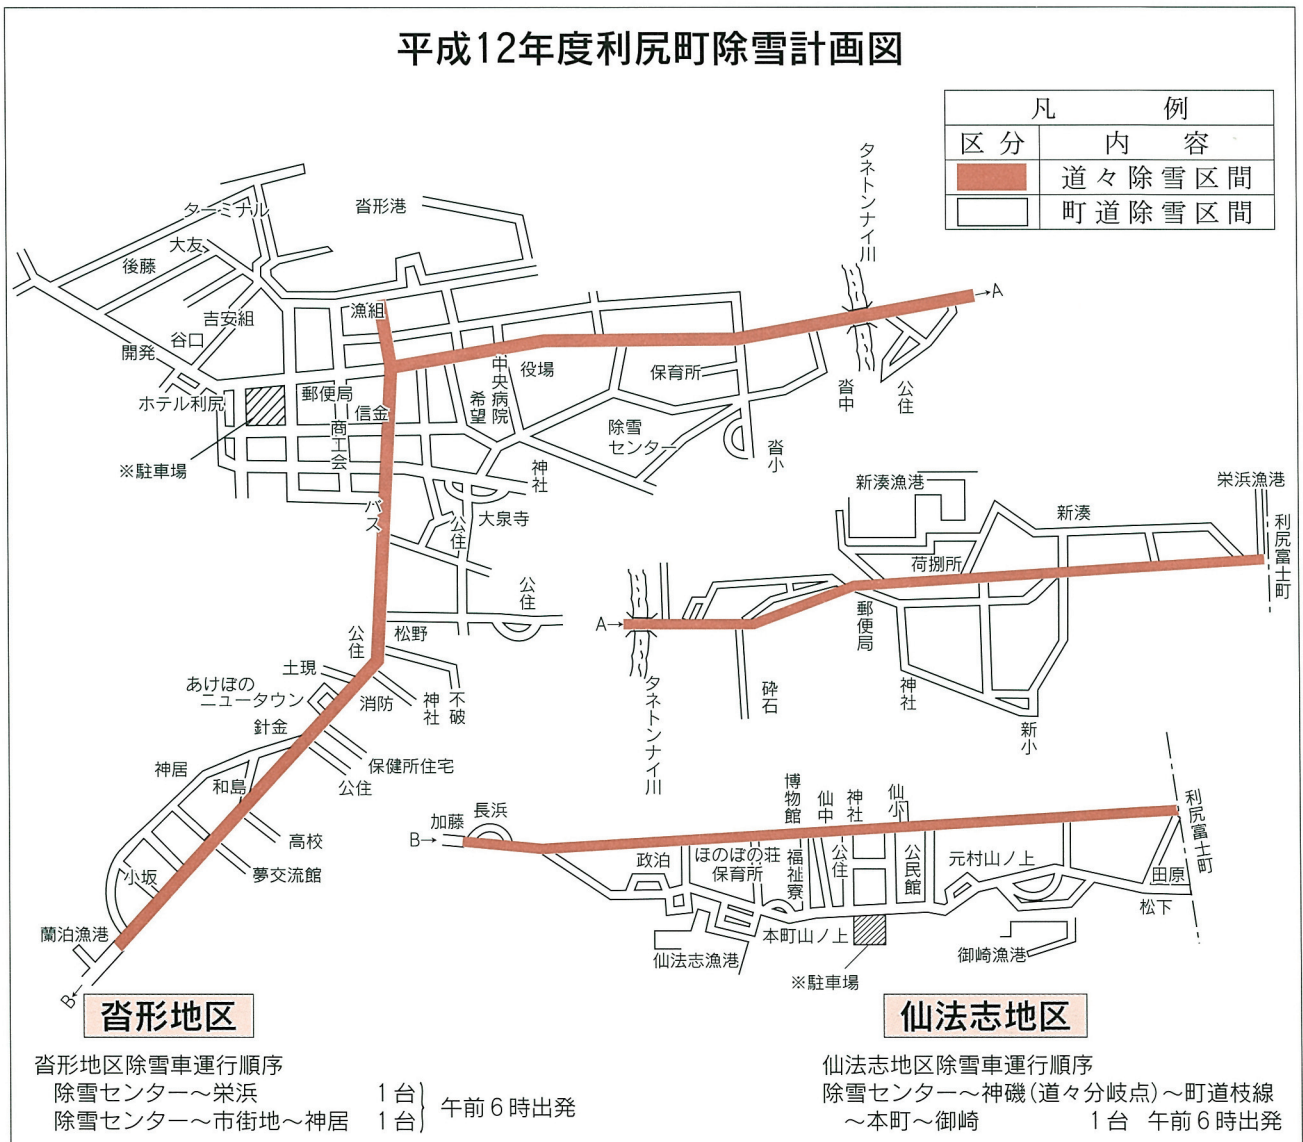 平成12年度利尻町除雪計画図
凡例
区分 内容
道々除雪区間
町道除雪区間
タネトンナイ川
ターミナル
沓形港
大友
後藤
吉安組
漁組
谷口
開発
→A
ホテル利尻
郵便局
信金
商工会
※駐車場
希望
中央病院
役場
保育所
沓中
公住
除雪
センター
沓小
神社
バス
公住
大泉寺
公住
公住
松野
土現
あけぼの
ニュータウン
消防
神社
不破
針金
保健所住宅
公住
神居
和島
高校
夢交流館
小坂
蘭泊漁港
B←
新湊漁港
栄浜漁港
新湊
利尻富士町
荷捌所
A→
郵便局
タネトンナイ川
砕石
神社
新小
加藤
長浜
B→
博物館
仙中
神社
仙小
利尻富士町
政泊
ほのぼの荘
保育所
福祉寮
公住
公民館
元村山ノ上
田原
松下
本町山ノ上
仙法志漁港
※駐車場
御崎漁港
沓形地区
沓形地区除雪車運行順序
除雪センター～栄浜 1台
除雪センター～市街地～神居 1台
午前6時出発
仙法志地区
仙法志地区除雪車運行順序
除雪センター～神磯(道々分岐点)～町道枝線
～本町～御崎 1台 午前6時出発